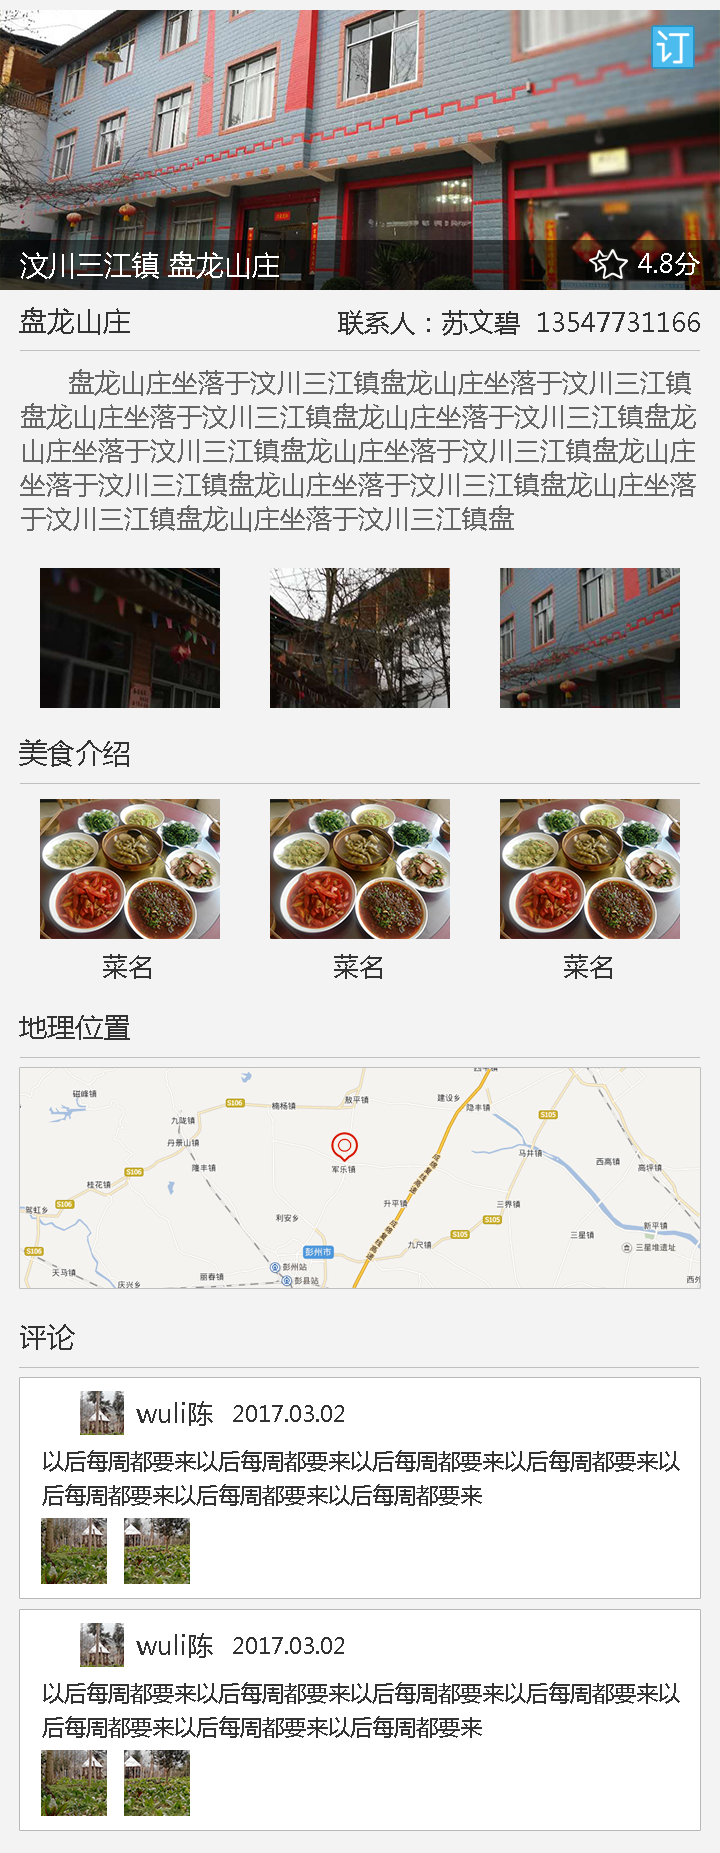 订
汶川三江镇 盘龙山庄
4.8分
盘龙山庄
联系人：苏文碧 13547731166
盘龙山庄坐落于汶川三江镇盘龙山庄坐落于汶川三江镇
盘龙山庄坐落于汶川三江镇盘龙山庄坐落于汶川三江镇盘龙
山庄坐落于汶川三江镇盘龙山庄坐落于汶川三江镇盘龙山庄
坐落于汶川三江镇盘龙山庄坐落于汶川三江镇盘龙山庄坐落
于汶川三江镇盘龙山庄坐落于汶川三江镇盘
美食介绍
菜名
菜名
菜名
地理位置
磁峰镇
S106
楠杨镇
敖平镇
建设乡
隐丰镇
S105
九陇镇
丹景山镇
隆丰镇
军乐镇
马井镇
西高镇
高坪镇
S106
桂花镇
成德绵高速
S106
驾虹乡
利安乡
升平镇
三界镇
S105
新平镇
S105
三星镇
九尺镇
三星堆遗址
S106
彭州市
彭州站
天马镇
丽春镇
彭县站
庆兴乡
西外
评论
wuli陈 2017.03.02
以后每周都要来以后每周都要来以后每周都要来以后每周都要来以
后每周都要来以后每周都要来以后每周都要来
wuli陈 2017.03.02
以后每周都要来以后每周都要来以后每周都要来以后每周都要来以
后每周都要来以后每周都要来以后每周都要来